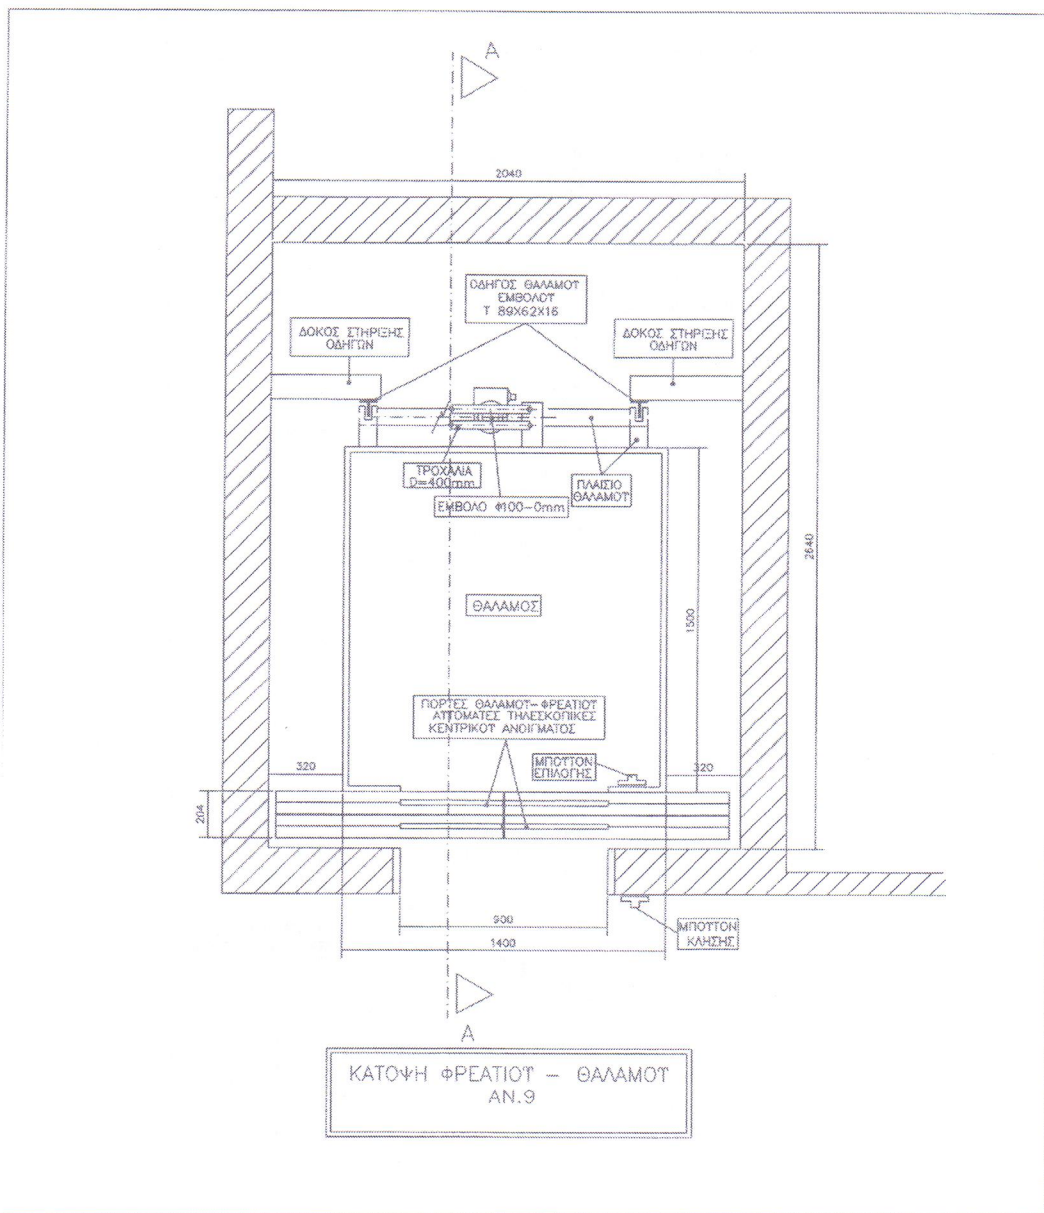 A
2040
ΟΔΗΓΟΣ ΘΑΛΑΜΟΥ
ΕΜΒΟΛΟΥ
T 89X62X16
ΔΟΚΟΣ ΣΤΗΡΙΞΗΣ
ΟΔΗΓΩΝ
ΔΟΚΟΣ ΣΤΗΡΙΞΗΣ
ΟΔΗΓΩΝ
ΤΡΟΧΑΛΙΑ
D=400mm
ΕΜΒΟΛΟ Φ100-0mm
ΠΛΑΙΣΙΟ
ΘΑΛΑΜΟΥ
2640
1500
ΘΑΛΑΜΟΣ
ΠΟΡΤΕΣ ΘΑΛΑΜΟΥ-ΦΡΕΑΤΙΟΥ
ΑΥΤΟΜΑΤΕΣ ΤΗΛΕΣΚΟΠΙΚΕΣ
ΚΕΝΤΡΙΚΟΥ ΑΝΟΙΓΜΑΤΟΣ
ΜΠΟΥΤΟΝ
ΕΠΙΛΟΓΗΣ
320
320
204
900
1400
ΜΠΟΥΤΟΝ
ΚΛΗΣΗΣ
A
ΚΑΤΟΨΗ ΦΡΕΑΤΙΟΥ - ΘΑΛΑΜΟΥ
ΑΝ.9